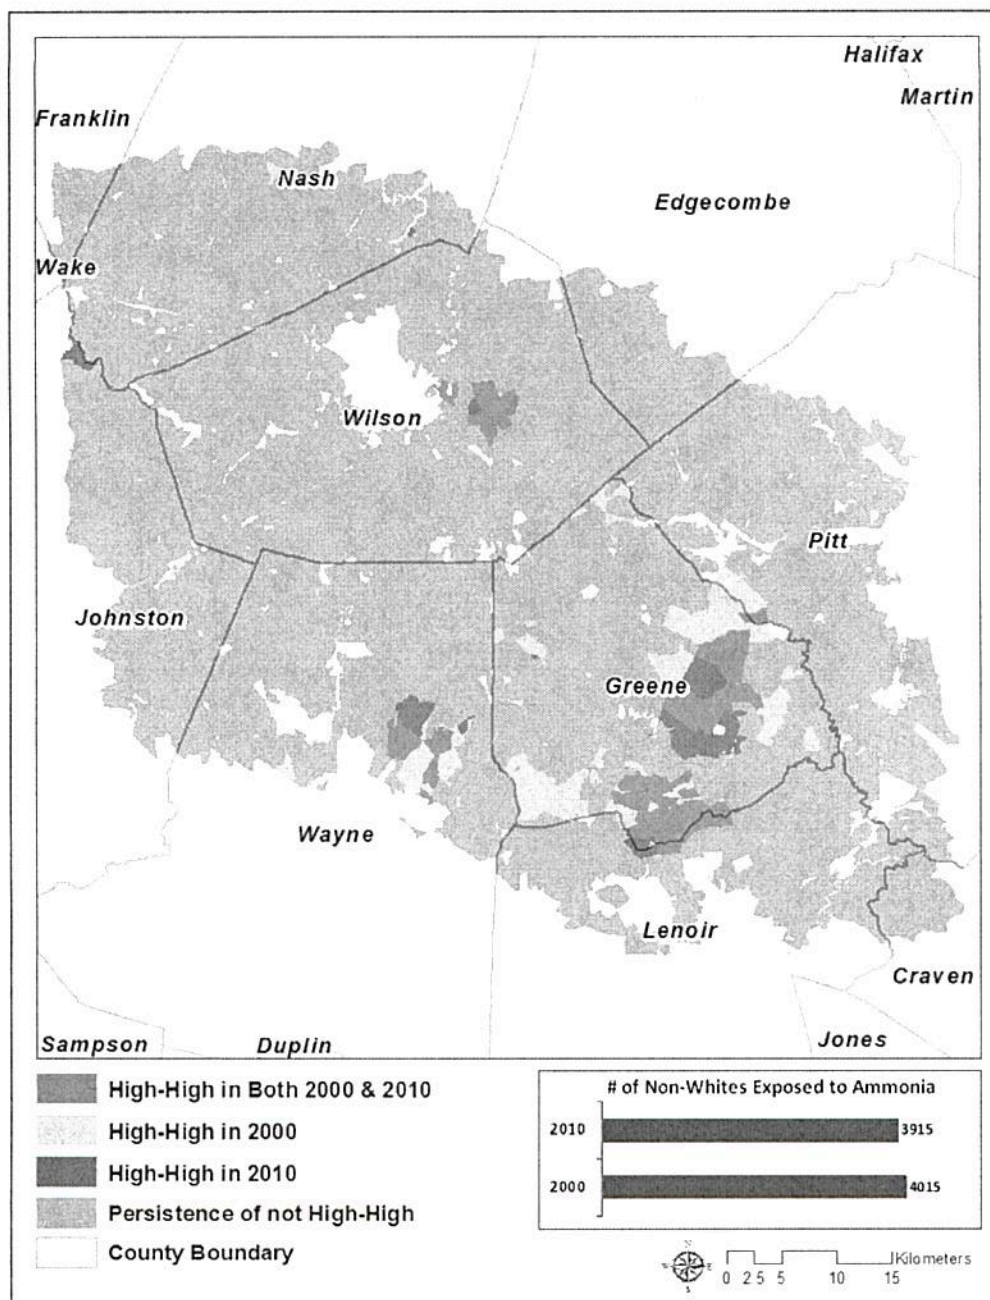 Halifax
Martin
Franklin
Nash
Edgecombe
Wake
Wilson
Pitt
Johnston
Greene
Wayne
Lenoir
Craven
Sampson
Duplin
Jones
High-High in Both 2000 & 2010
High-High in 2000
High-High in 2010
Persistence of not High-High
County Boundary
# of Non-Whites Exposed to Ammonia
2010
3915
2000
4015
N
W
E
S
Kilometers
0 2.5 5 10 15